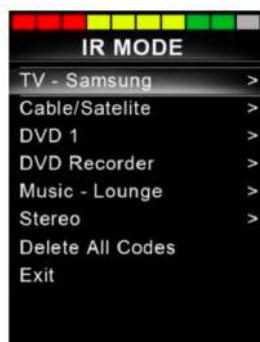 IR MODE
TV - Samsung >
Cable/Satelite >
DVD 1 >
DVD Recorder >
Music - Lounge >
Stereo >
Delete All Codes
Exit